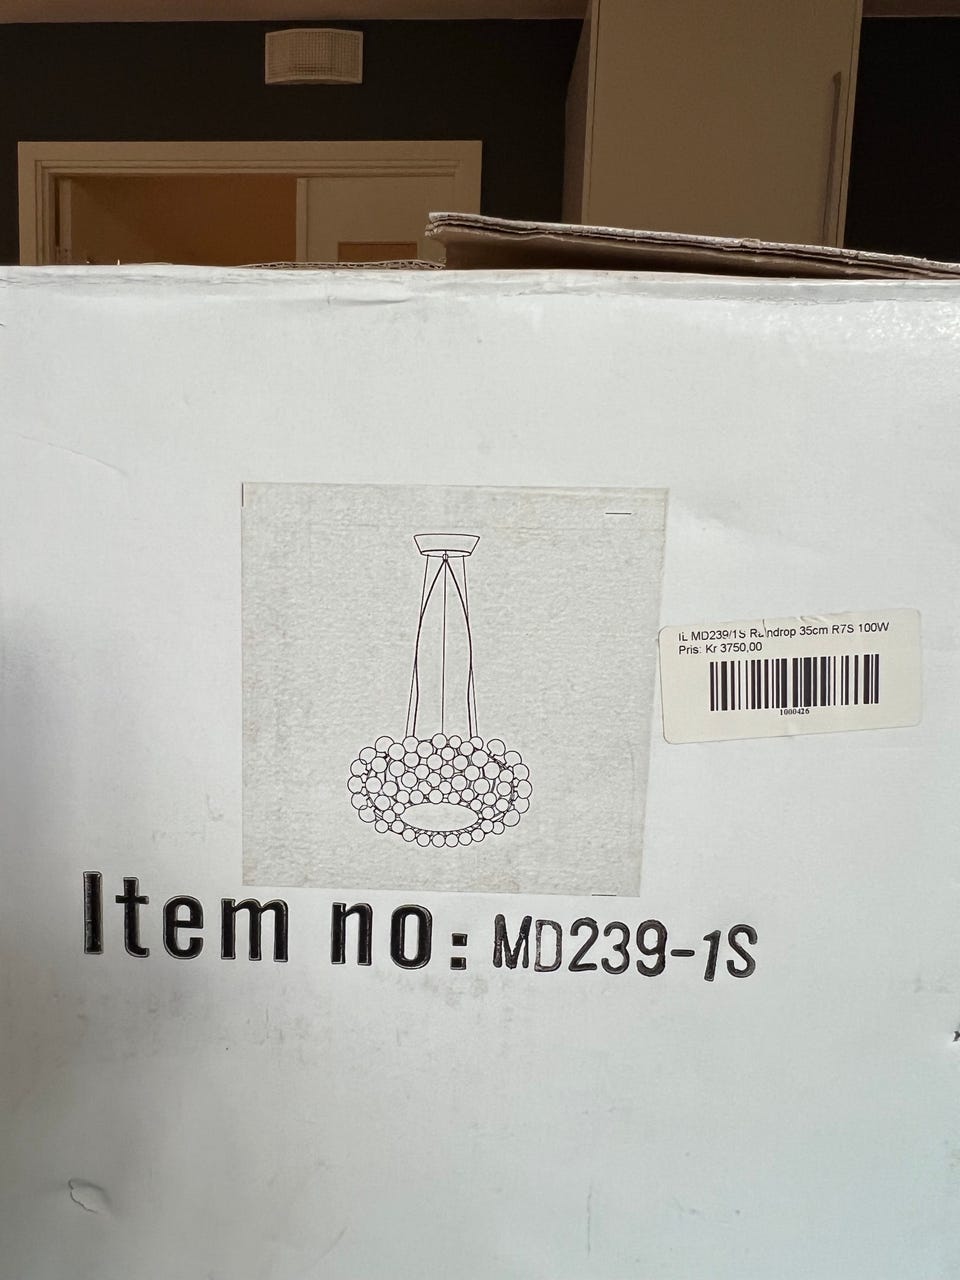 IL MD239/1S Raindrop 35cm R7S 100W
Pris: Kr 3750,00
1000426
Item no: MD239-1S